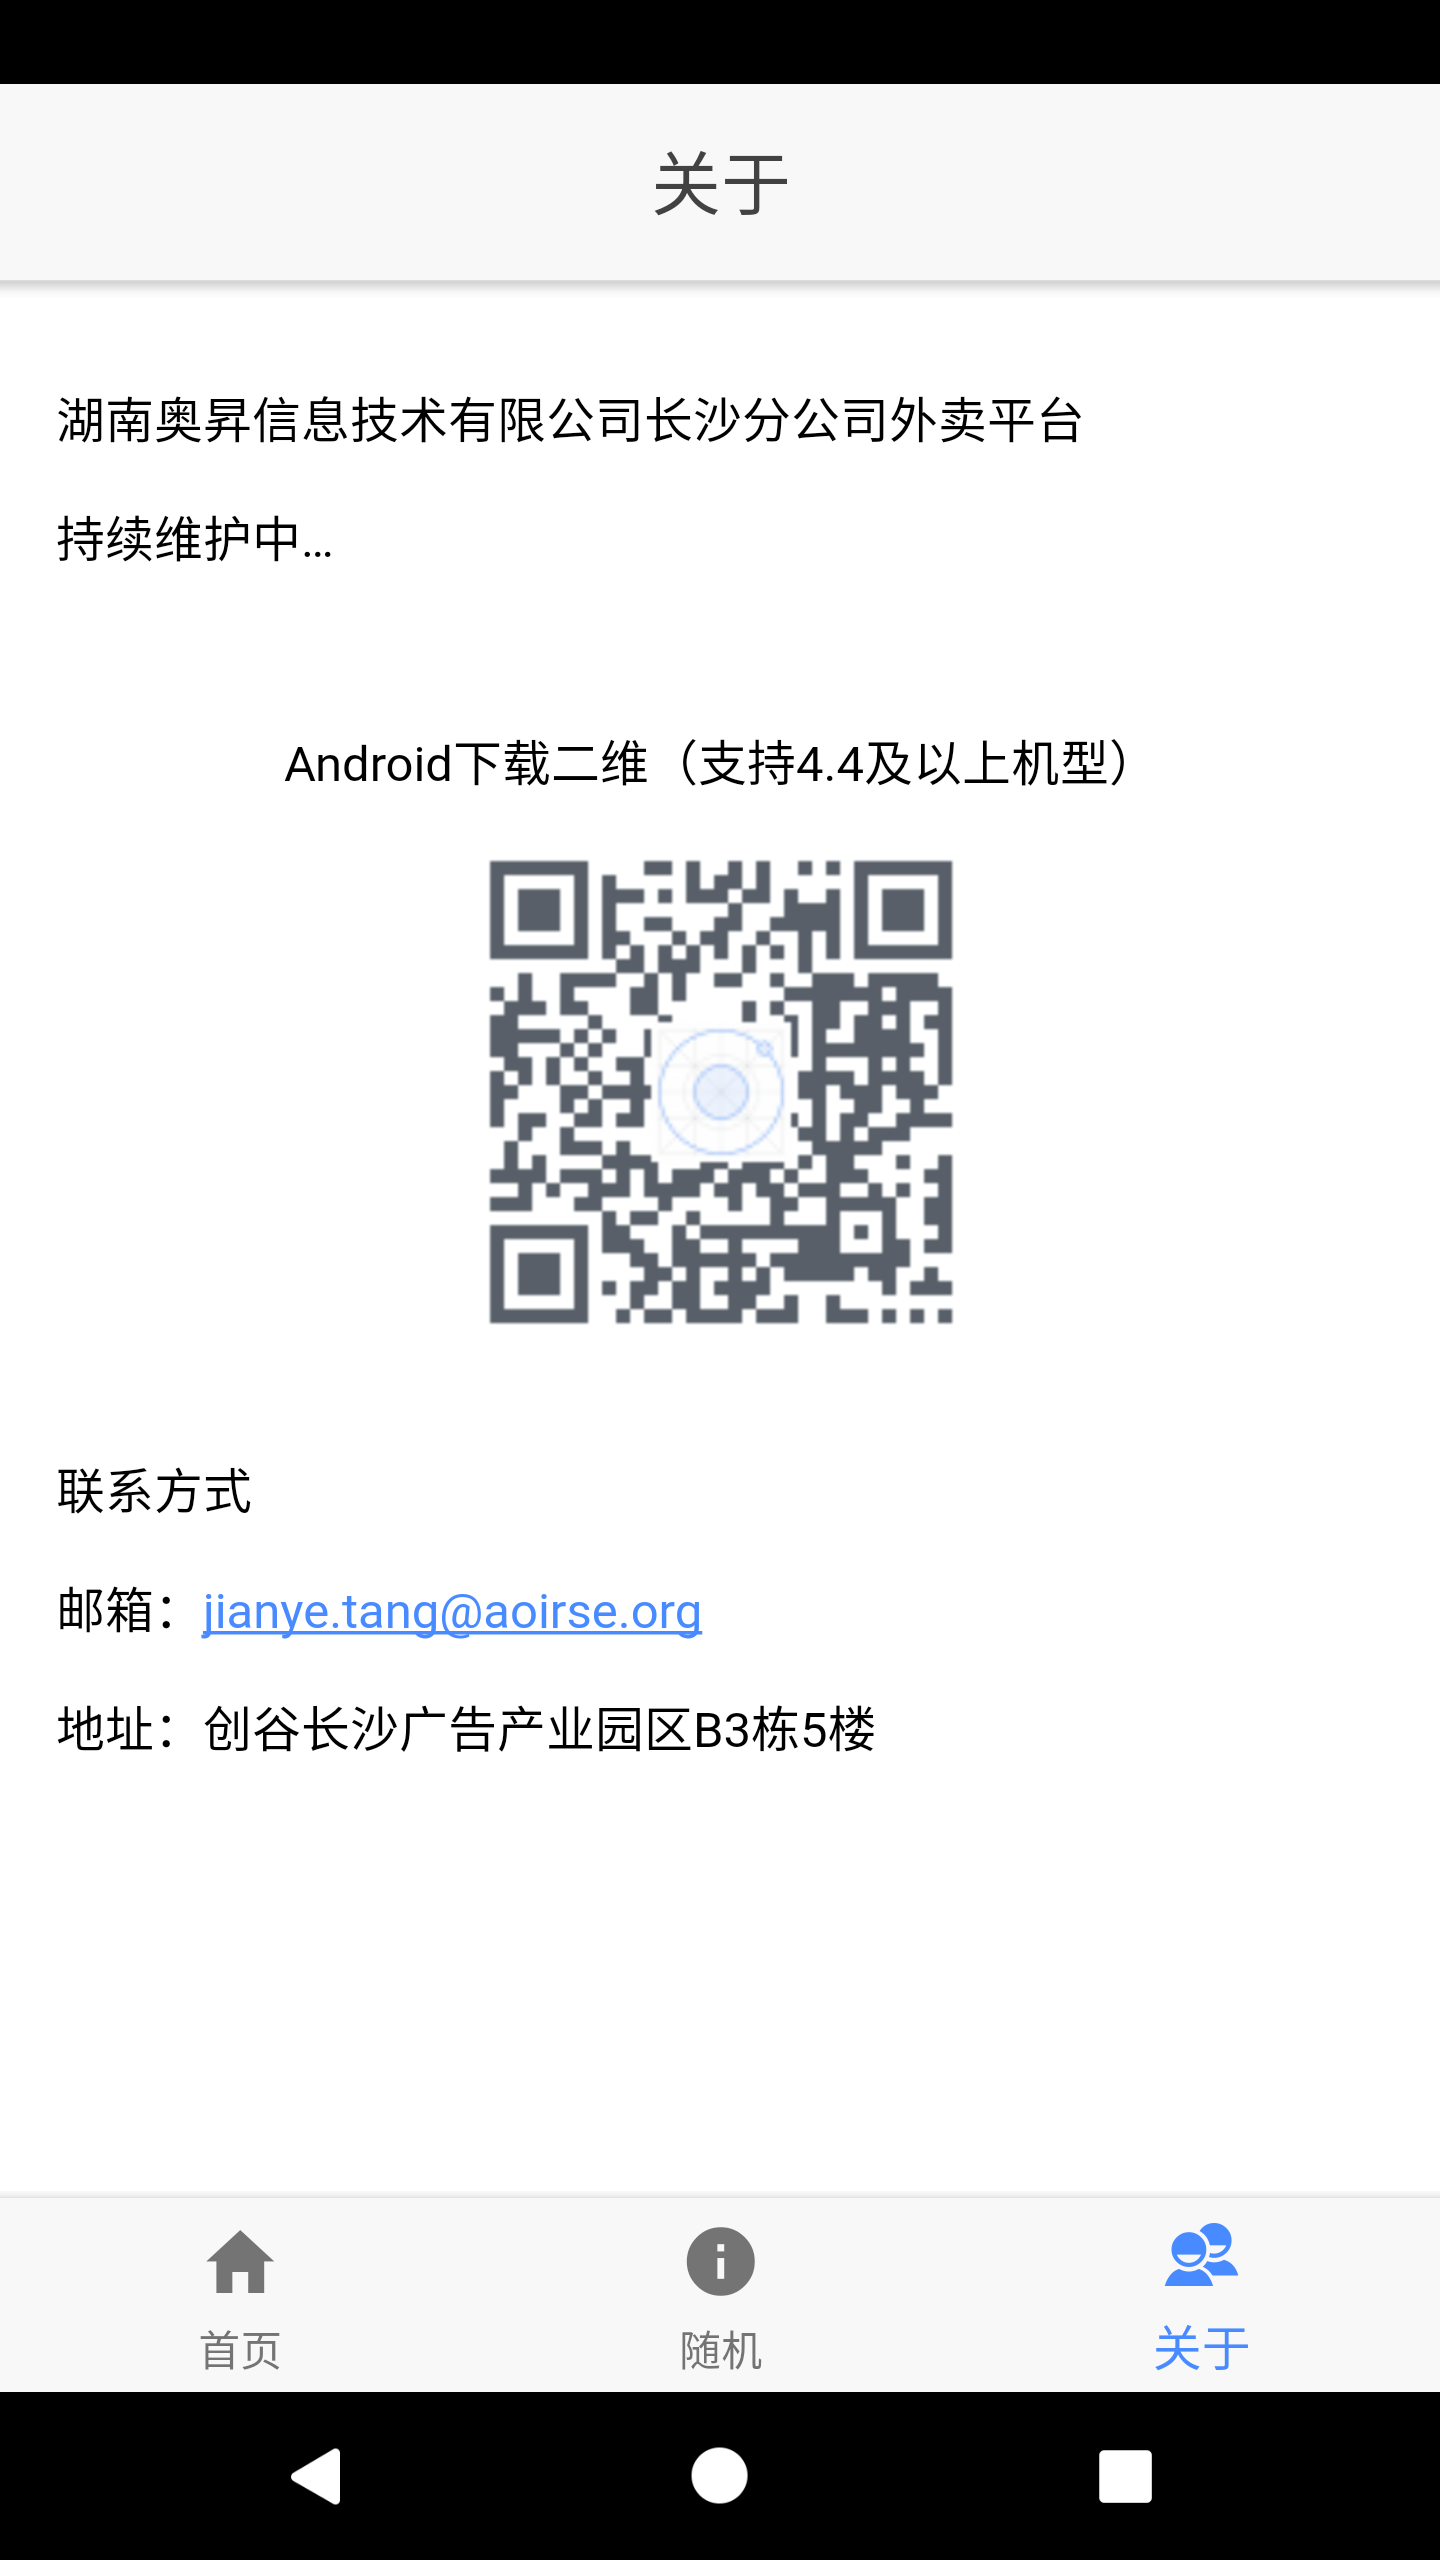 关于
湖南奥昇信息技术有限公司长沙分公司外卖平台
持续维护中...
Android下载二维（支持4.4及以上机型）
联系方式
邮箱：jianye.tang@aoirse.org
地址：创谷长沙广告产业园区B3栋5楼
首页
随机
关于